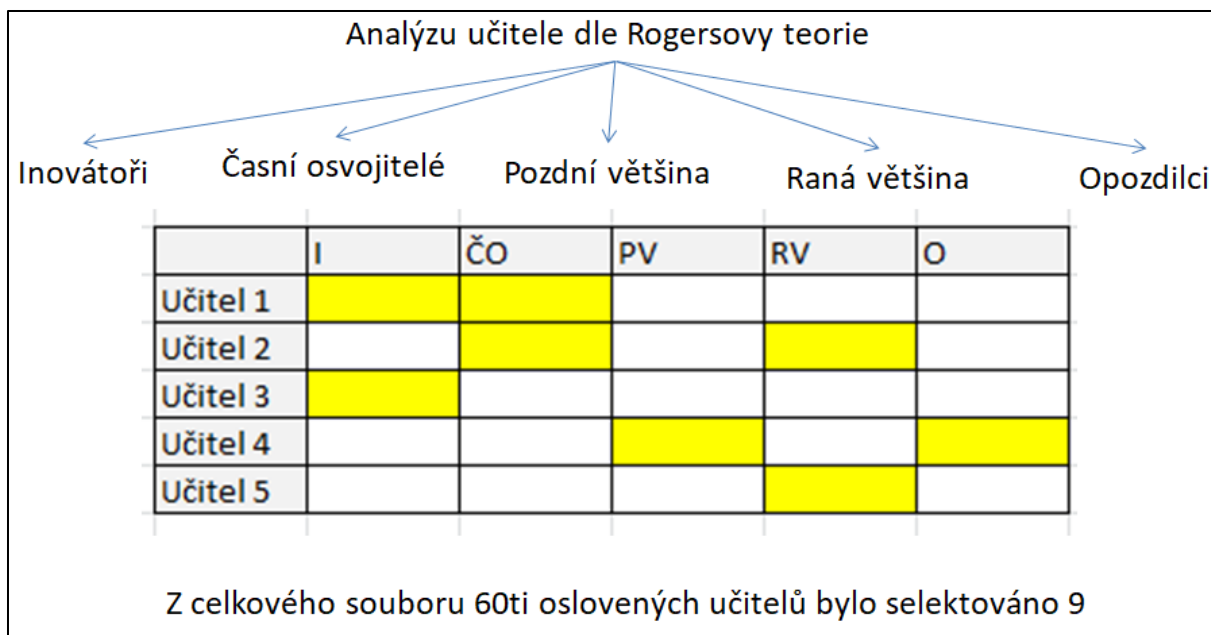 Analýzu učitele dle Rogersovy teorie
Inovátoři Časní osvojitelé Pozdní většina Raná většina Opozdilci
I ČO PV RV O
Učitel 1
Učitel 2
Učitel 3
Učitel 4
Učitel 5
Z celkového souboru 60ti oslovených učitelů bylo selektováno 9